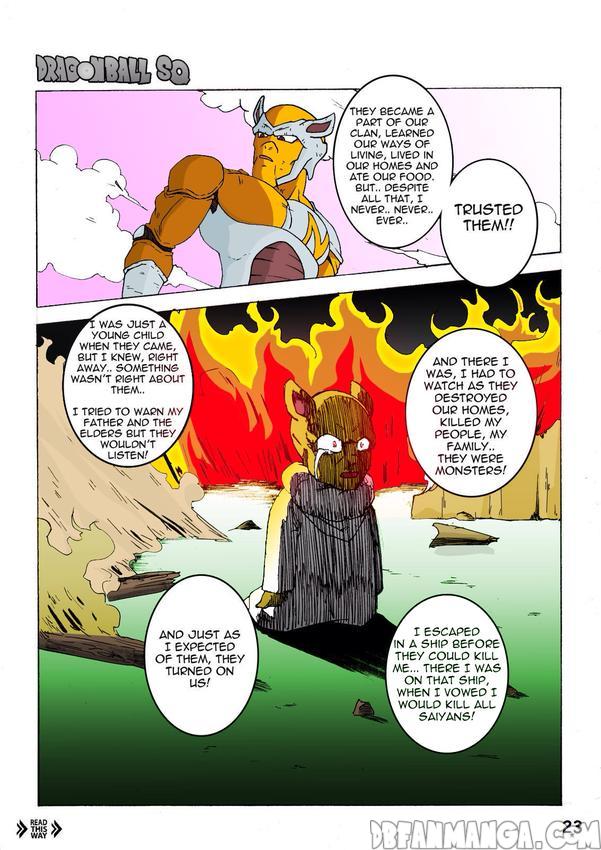 DRAGONBALL SQ
THEY BECAME A
PART OF OUR
CLAN, LEARNED
OUR WAYS OF
LIVING, LIVED IN
OUR HOMES AND
ATE OUR FOOD.
BUT.. DESPITE
ALL THAT, I
NEVER.. NEVER..
EVER..
TRUSTED
THEM!!
I WAS JUST A
YOUNG CHILD
WHEN THEY CAME,
BUT I KNEW, RIGHT
AWAY.. SOMETHING
WASN'T RIGHT ABOUT
THEM..
I TRIED TO WARN MY
FATHER AND THE
ELDERS BUT THEY
WOULDN'T
LISTEN!
AND THERE I
WAS, I HAD TO
WATCH AS THEY
DESTROYED
OUR HOMES,
KILLED MY
PEOPLE, MY
FAMILY..
THEY WERE
MONSTERS!
AND JUST AS
I EXPECTED
OF THEM, THEY
TURNED ON
US!
I ESCAPED
IN A SHIP BEFORE
THEY COULD KILL
ME... THERE I WAS
ON THAT SHIP,
WHEN I VOWED I
WOULD KILL ALL
SAIYANS!
READ
THIS
WAY
23
DBFANMANGA.COM